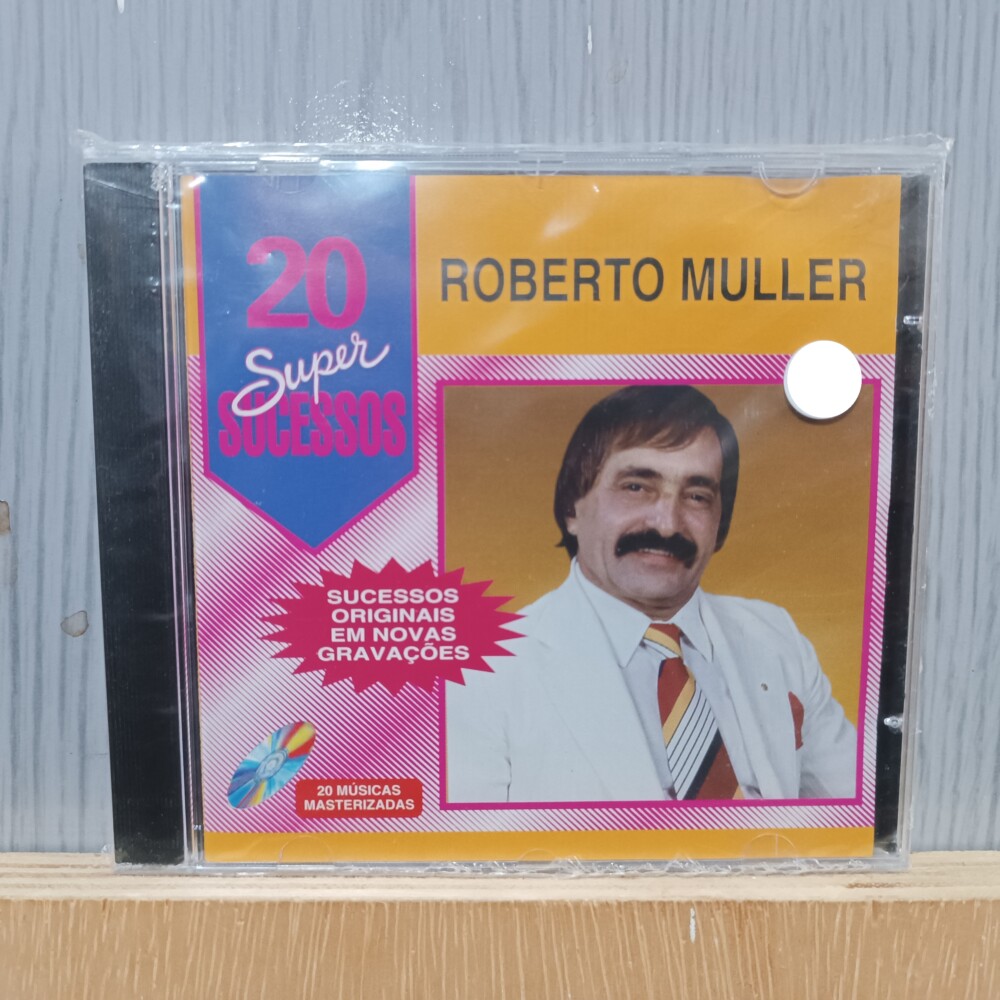 20
Super
SUCESSOS
ROBERTO MULLER
SUCESSOS
ORIGINAIS
EM NOVAS
GRAVAÇÕES
20 MÚSICAS
MASTERIZADAS